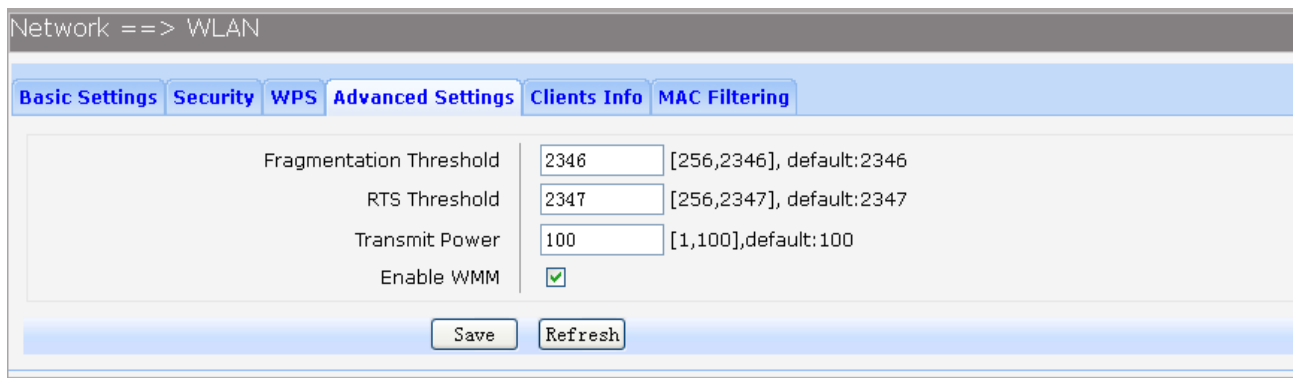 Network ==> WLAN
Basic Settings Security WPS Advanced Settings Clients Info MAC Filtering
Fragmentation Threshold 2346 [256,2346], default:2346
RTS Threshold 2347 [256,2347], default:2347
Transmit Power 100 [1,100],default:100
Enable WMM
Save Refresh